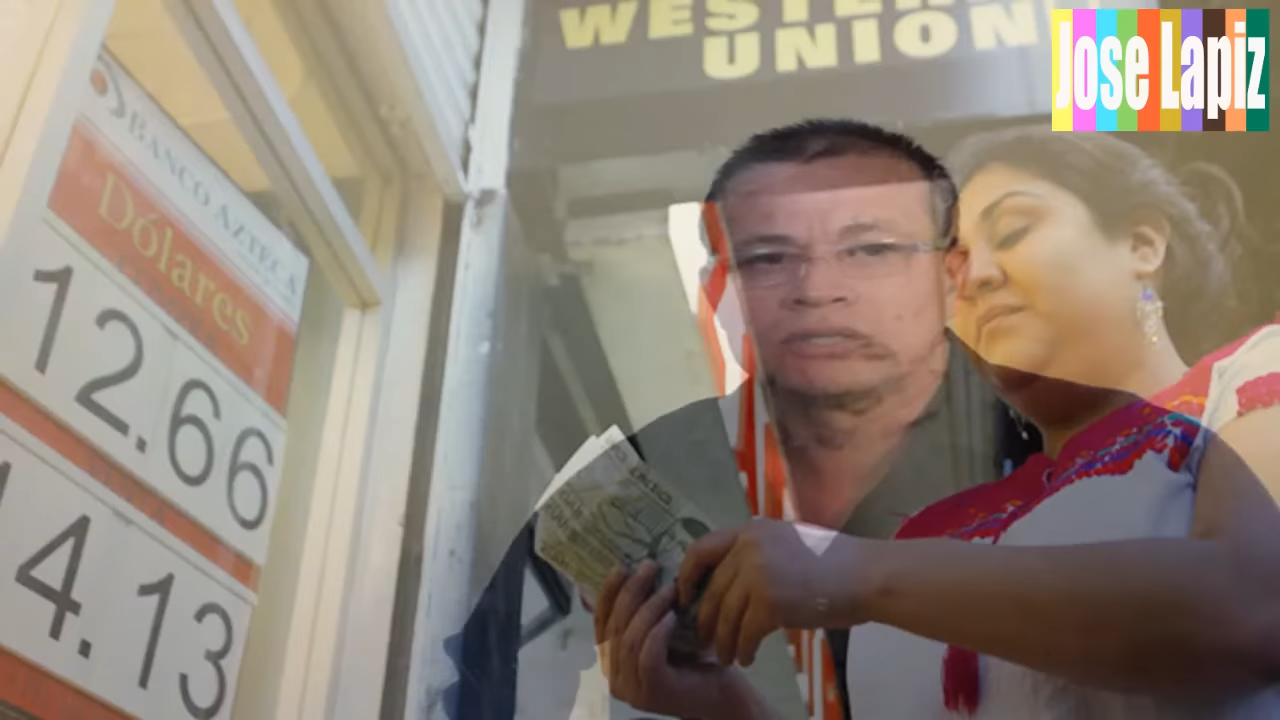 WESTERN
UNION
Jose Lapiz
BANCO AZTECA
Dólares
12.66
4.13